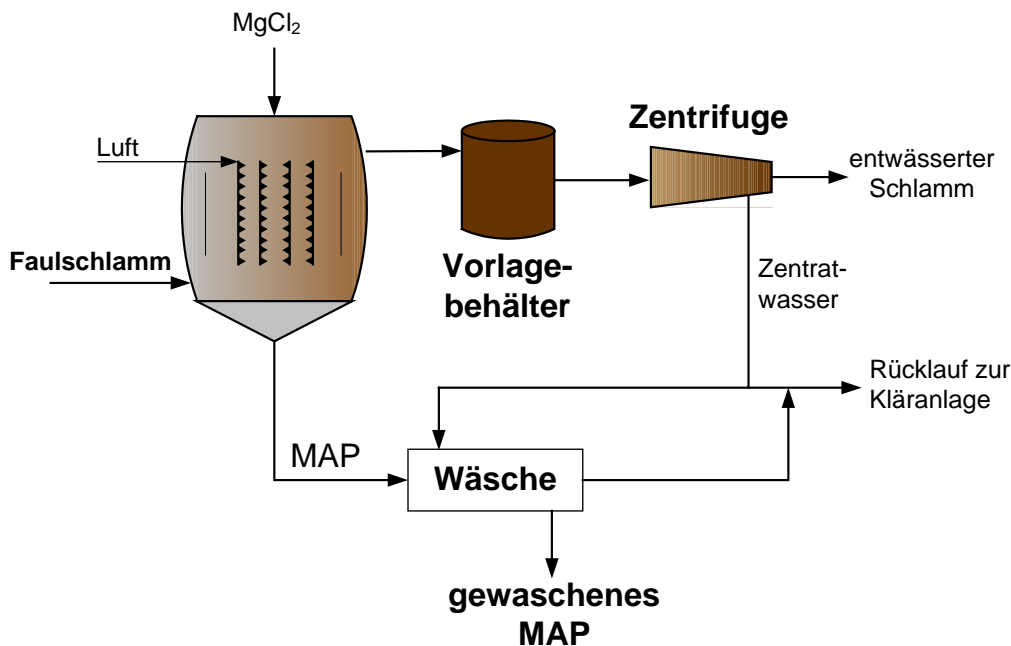 MgCl₂
Zentrifuge
Luft
entwässerter
Schlamm
Faulschlamm
Vorlage-
behälter
Zentrat-
wasser
Rücklauf zur
Kläranlage
MAP
Wäsche
gewaschenes
MAP